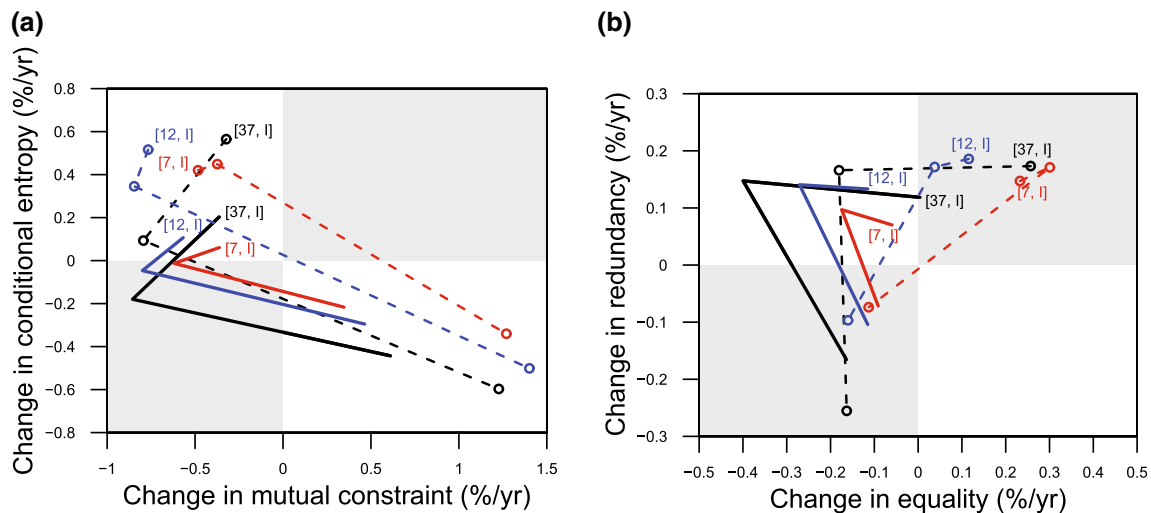 (a)
Change in conditional entropy (%/yr)
0.8
0.6
0.4
0.2
0
−0.2
−0.4
−0.6
−0.8
[12, I]
[37, I]
[7, I]
[12, I]
[37, I]
[7, I]
−1
−0.5
0
0.5
1
1.5
Change in mutual constraint (%/yr)
(b)
Change in redundancy (%/yr)
0.3
0.2
0.1
0
−0.1
−0.2
−0.3
[12, I]
[37, I]
[7, I]
[12, I]
[37, I]
[7, I]
−0.5
−0.4
−0.3
−0.2
−0.1
0
0.1
0.2
0.3
0.4
0.5
Change in equality (%/yr)